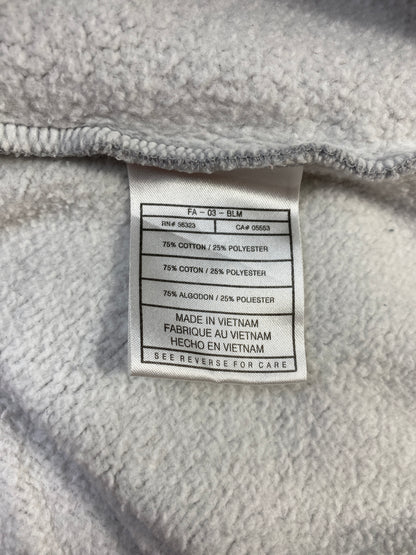 FA - 03 - BLM
RN# 56323 CA# 05553
75% COTTON / 25% POLYESTER
75% COTON / 25% POLYESTER
75% ALGODON / 25% POLIESTER
MADE IN VIETNAM
FABRIQUE AU VIETNAM
HECHO EN VIETNAM
SEE REVERSE FOR CARE